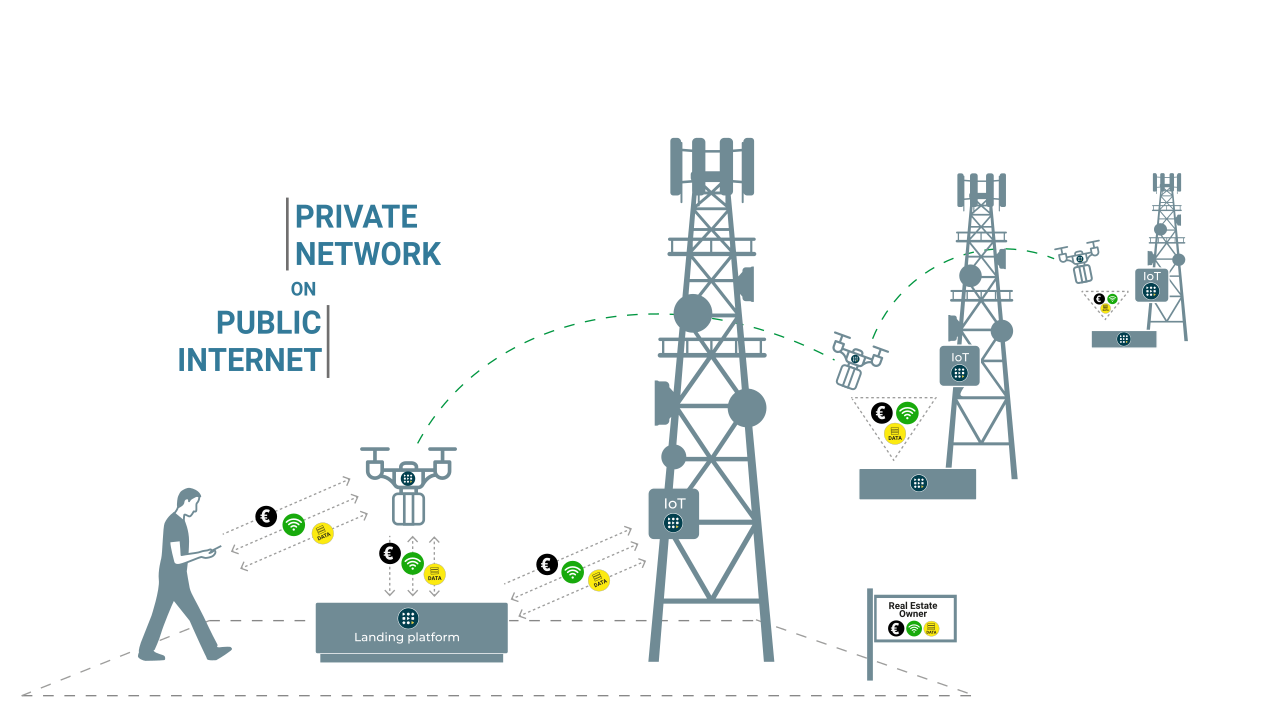 PRIVATE
NETWORK
ON
PUBLIC
INTERNET
IoT
IoT
IoT
€
€
DATA
DATA
€
€
€
DATA
DATA
DATA
Landing platform
Real Estate
Owner
€
DATA